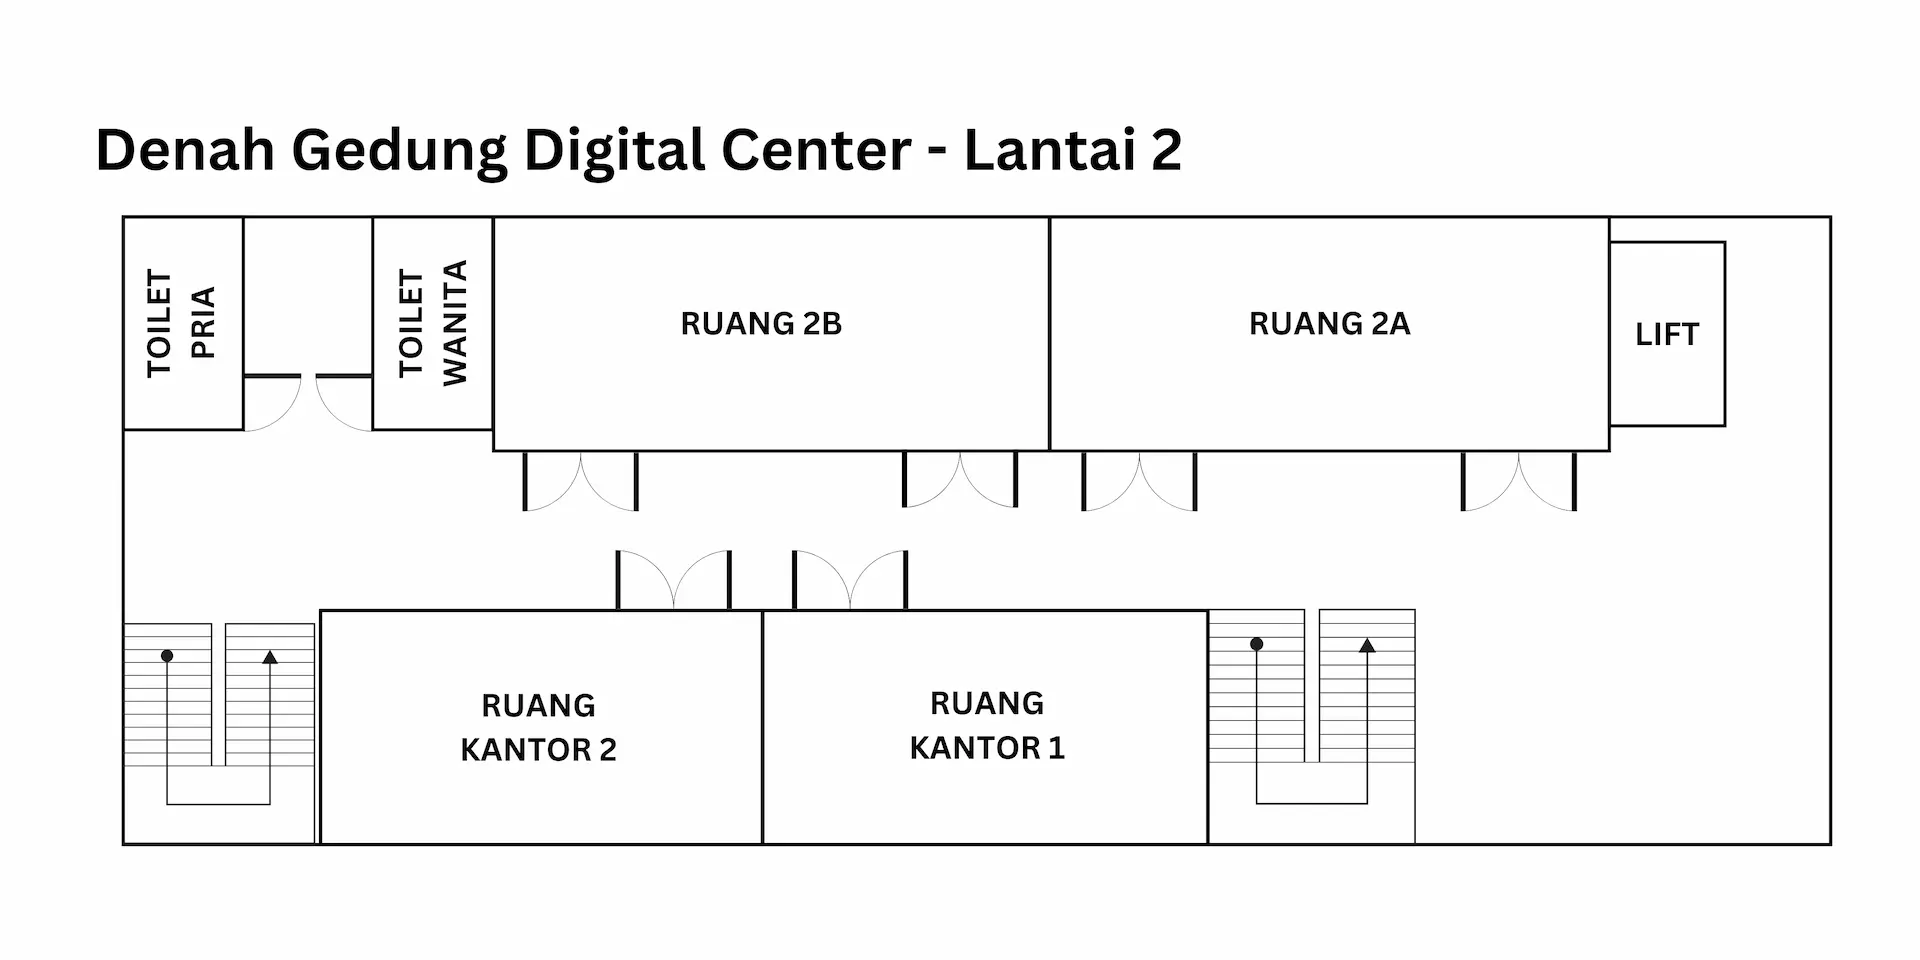 Denah Gedung Digital Center - Lantai 2
TOILET
PRIA
TOILET
WANITA
RUANG 2B
RUANG 2A
LIFT
RUANG
KANTOR 2
RUANG
KANTOR 1